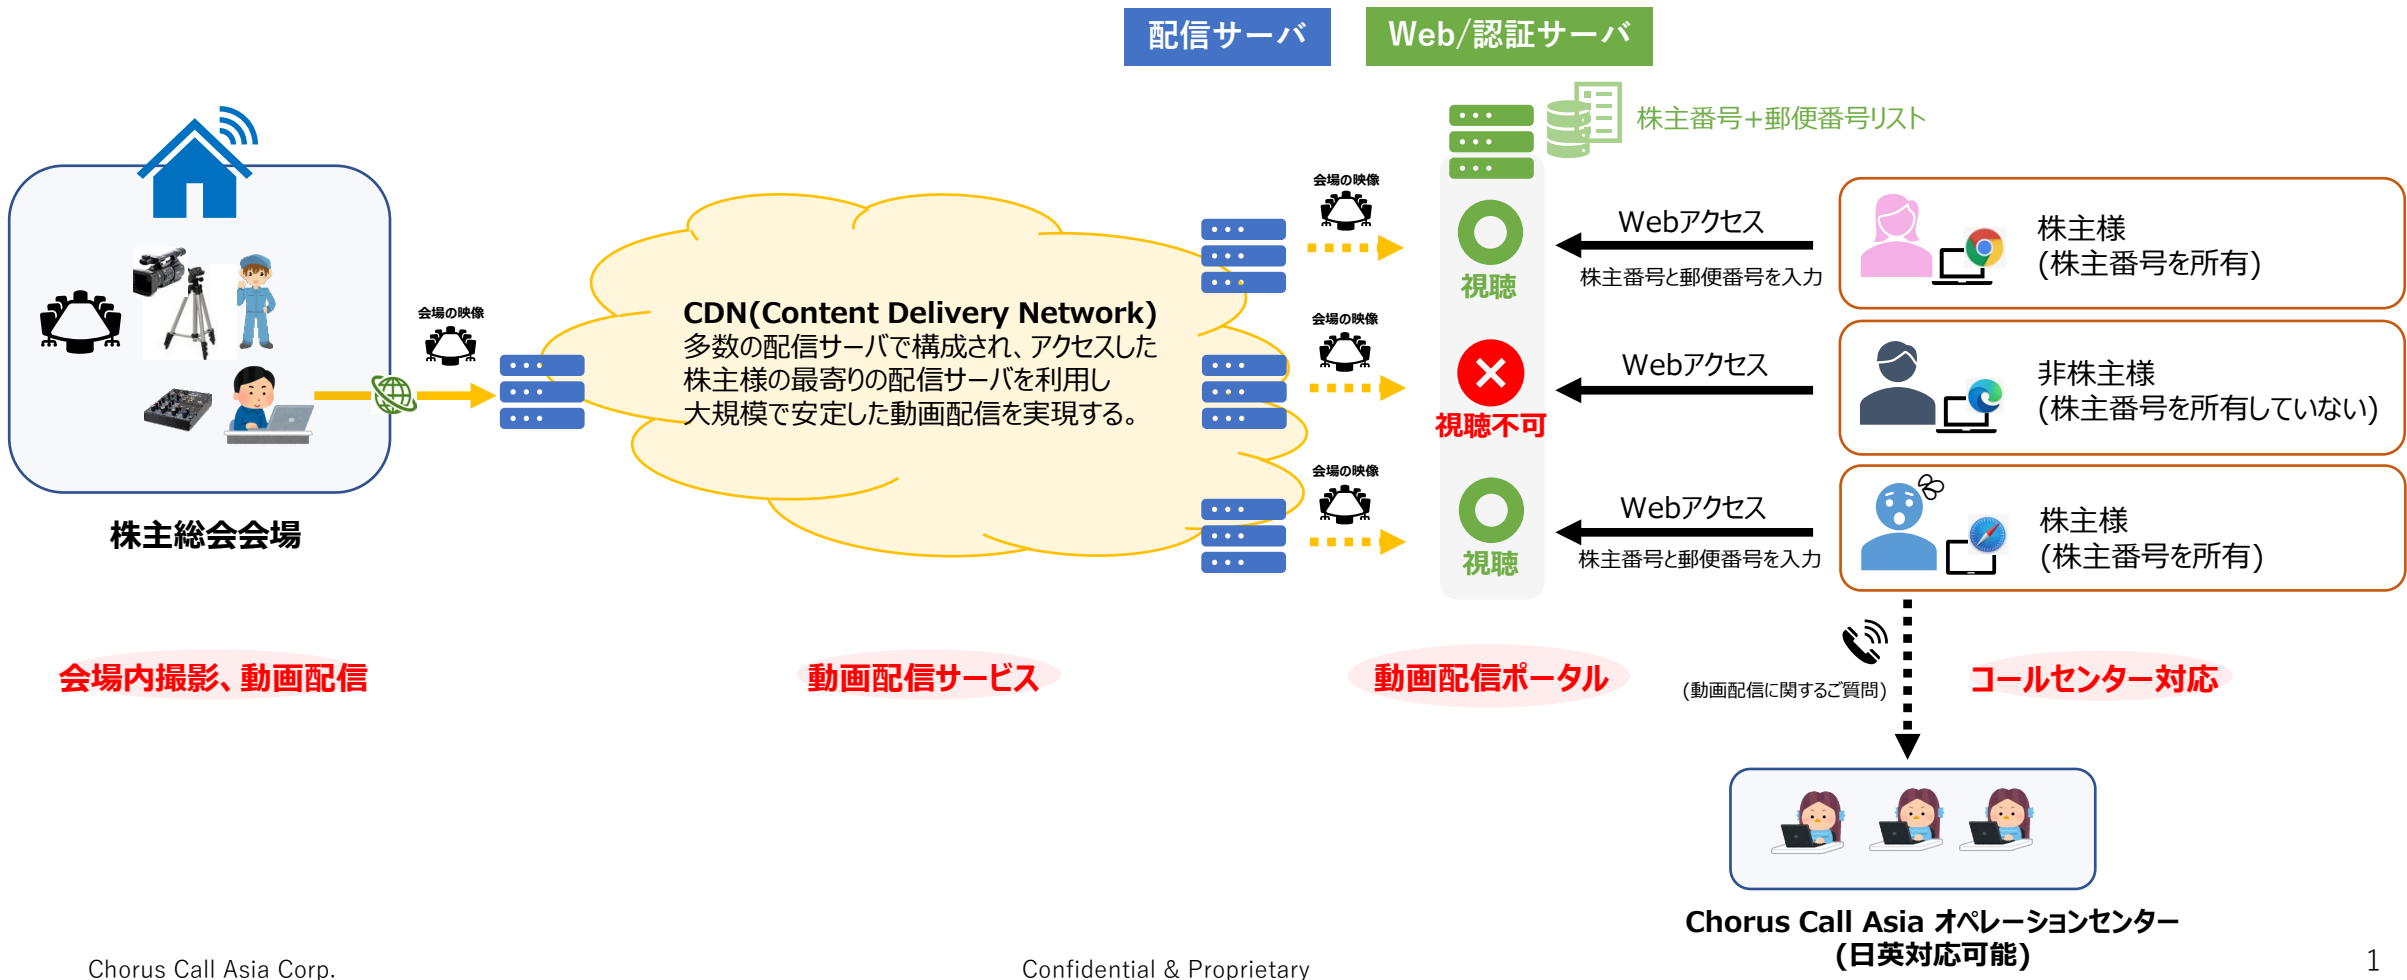 配信サーバ
Web/認証サーバ
株主番号+郵便番号リスト
会場の映像
Webアクセス
株主番号と郵便番号を入力
視聴
株主様
(株主番号を所有)
会場の映像
CDN(Content Delivery Network)
多数の配信サーバで構成され、アクセスした
株主様の最寄りの配信サーバを利用し
大規模で安定した動画配信を実現する。
会場の映像
Webアクセス
視聴不可
非株主様
(株主番号を所有していない)
会場の映像
Webアクセス
株主番号と郵便番号を入力
視聴
株主様
(株主番号を所有)
株主総会会場
会場内撮影、動画配信
動画配信サービス
動画配信ポータル
(動画配信に関するご質問)
コールセンター対応
Chorus Call Asia オペレーションセンター
(日英対応可能)
Chorus Call Asia Corp.
Confidential & Proprietary
1